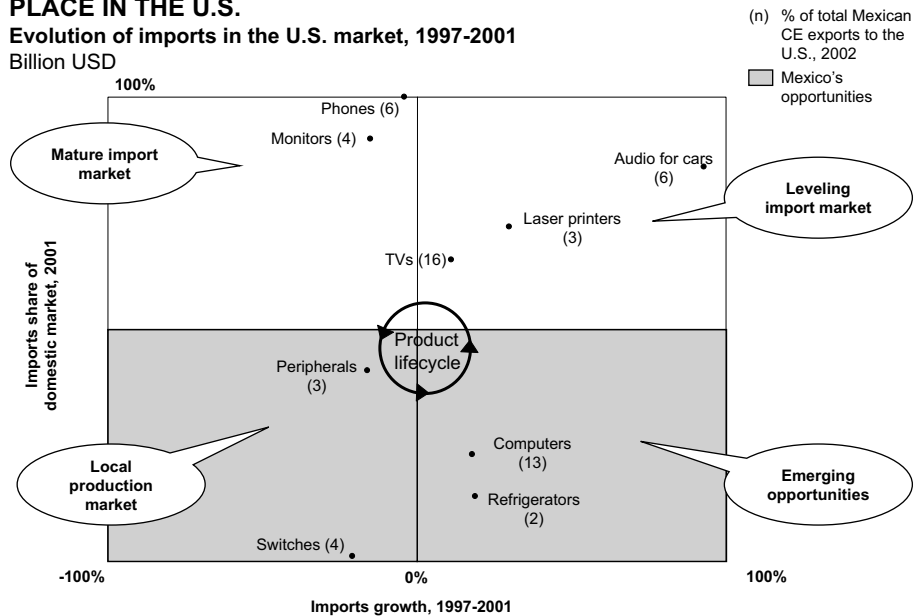 PLACE IN THE U.S.
Evolution of imports in the U.S. market, 1997-2001
Billion USD
(n) % of total Mexican
CE exports to the
U.S., 2002
Mexico's
opportunities
100%
Phones (6)
Monitors (4)
Mature import
market
Audio for cars
(6)
Leveling
import market
Laser printers
(3)
TVs (16)
Imports share of
domestic market, 2001
Product
lifecycle
Peripherals
(3)
Computers
(13)
Local
production
market
Emerging
opportunities
Refrigerators
(2)
Switches (4)
-100%
0%
100%
Imports growth, 1997-2001